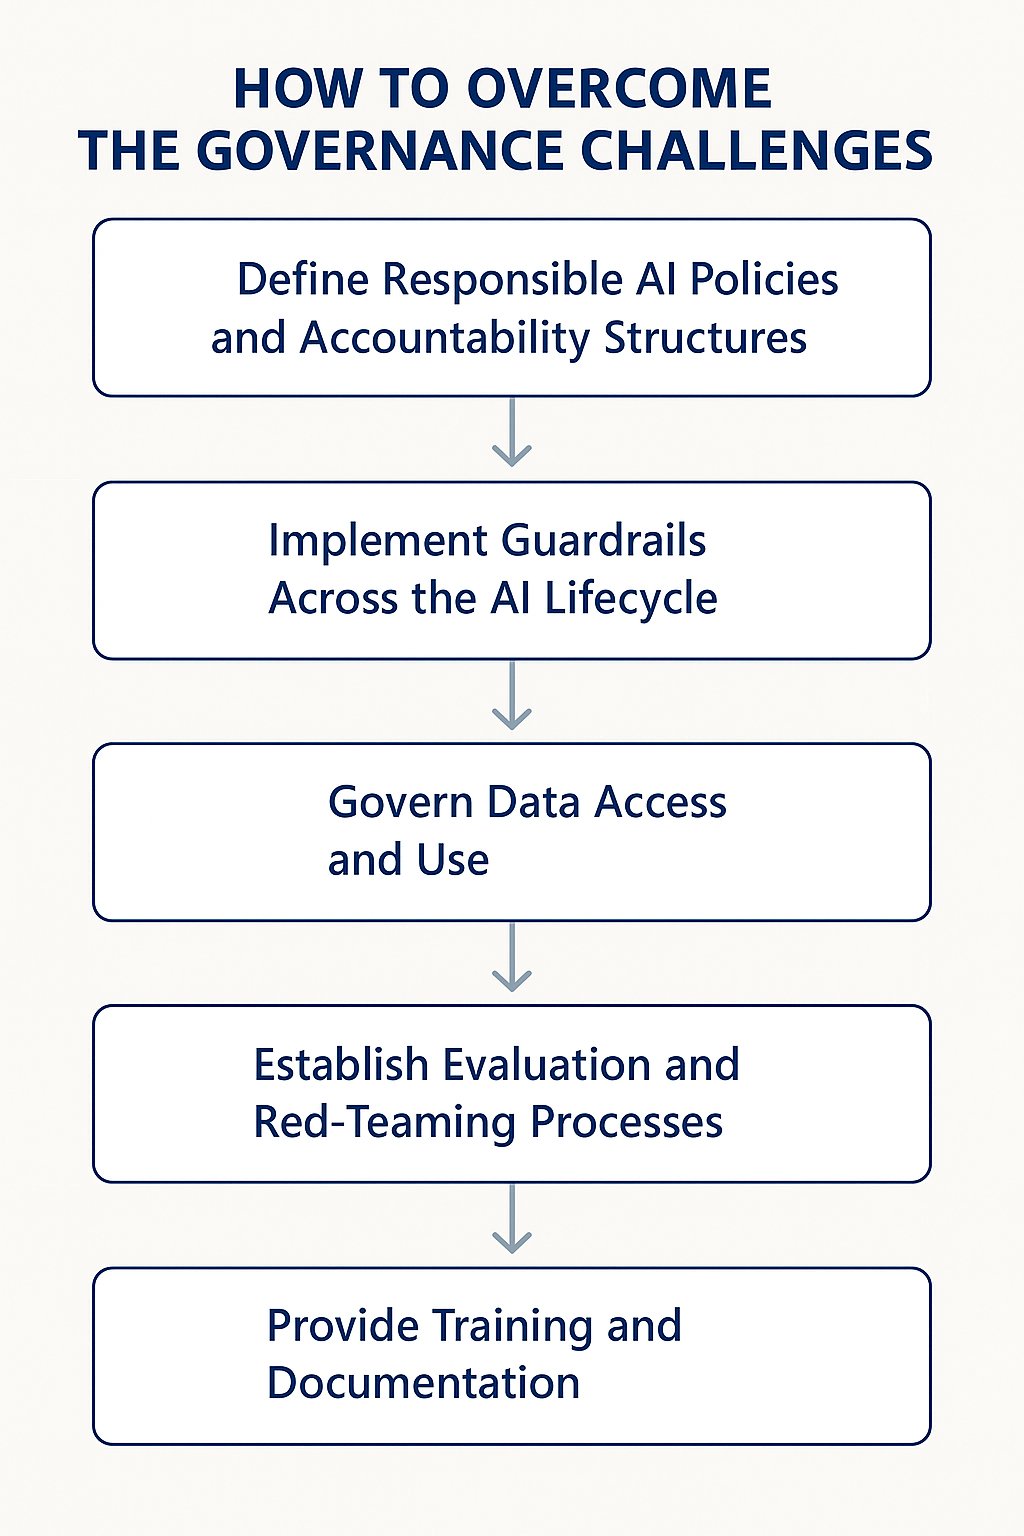 HOW TO OVERCOME
THE GOVERNANCE CHALLENGES
Define Responsible AI Policies
and Accountability Structures
Implement Guardrails
Across the AI Lifecycle
Govern Data Access
and Use
Establish Evaluation and
Red-Teaming Processes
Provide Training and
Documentation